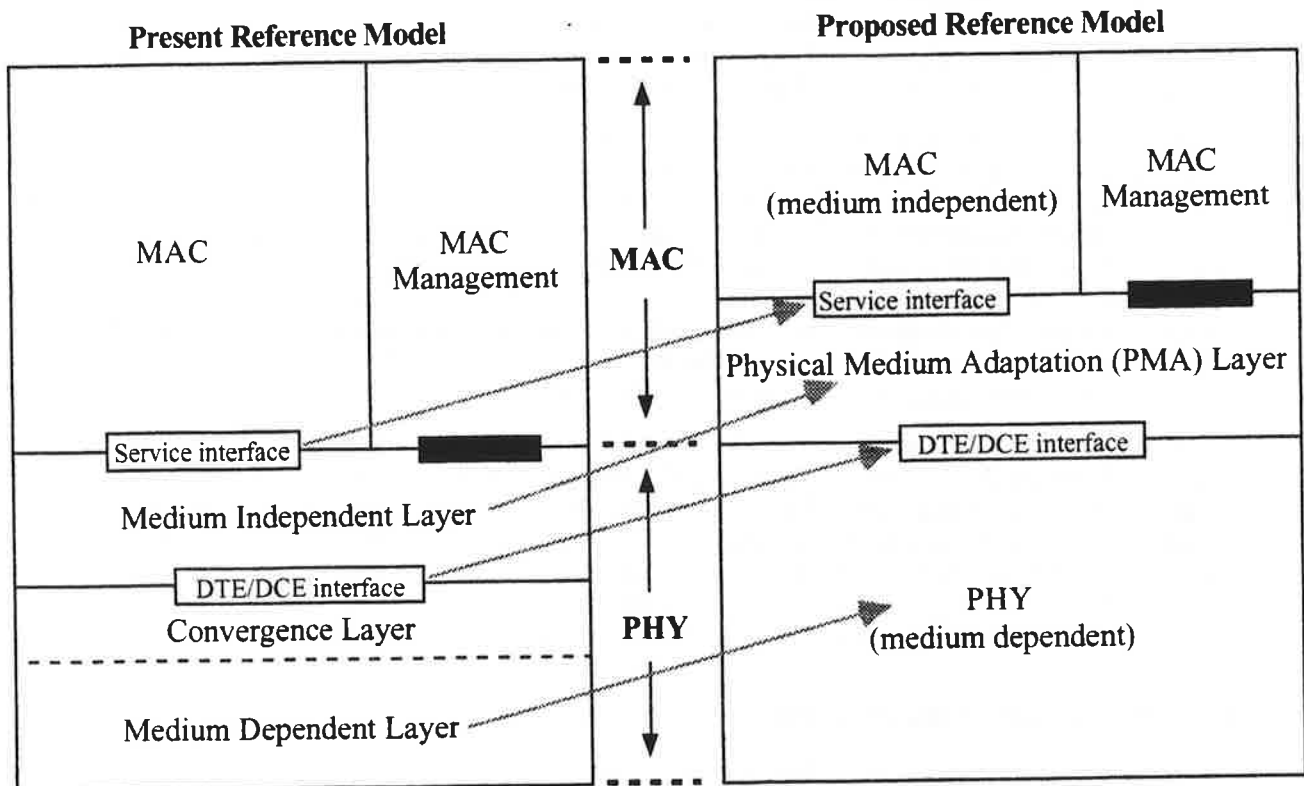 Present Reference Model
MAC
MAC
Management
Service interface
Medium Independent Layer
DTE/DCE interface
Convergence Layer
Medium Dependent Layer
MAC
PHY
Proposed Reference Model
MAC
(medium independent)
MAC
Management
Service interface
Physical Medium Adaptation (PMA) Layer
DTE/DCE interface
PHY
(medium dependent)